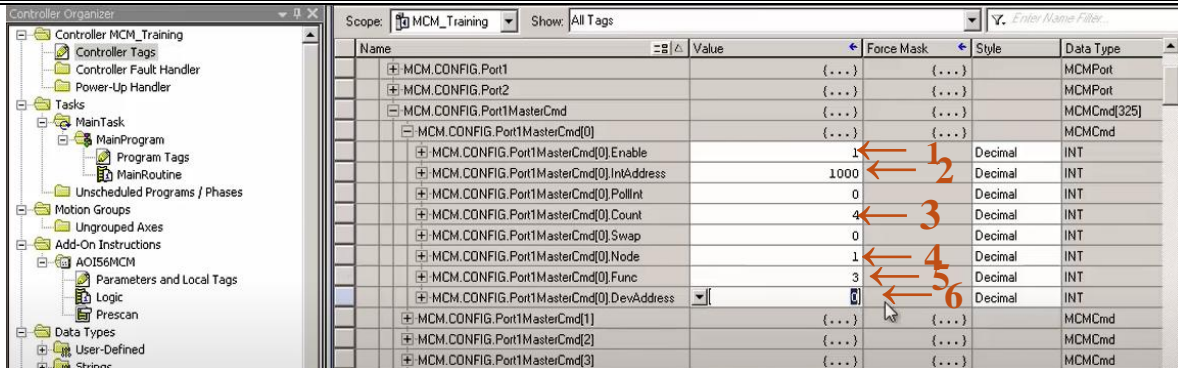 Controller Organizer
Controller MCM_Training
Controller Tags
Controller Fault Handler
Power-Up Handler
Tasks
MainTask
MainProgram
Program Tags
MainRoutine
Unscheduled Programs / Phases
Motion Groups
Ungrouped Axes
Add-On Instructions
AOI56MCM
Parameters and Local Tags
Logic
Prescan
Data Types
User-Defined
Strings
Scope: MCM_Training Show: All Tags Enter Name Filter...
Name Value Force Mask Style Data Type
MCM.CONFIG.Port1 {...} {...} MCMPort
MCM.CONFIG.Port2 {...} {...} MCMPort
MCM.CONFIG.Port1MasterCmd {...} {...} MCMCmd[325]
MCM.CONFIG.Port1MasterCmd[0] {...} {...} MCMCmd
MCM.CONFIG.Port1MasterCmd[0].Enable 1 ← 1 Decimal INT
MCM.CONFIG.Port1MasterCmd[0].IntAddress 1000 ← 2 Decimal INT
MCM.CONFIG.Port1MasterCmd[0].PollInt 0 Decimal INT
MCM.CONFIG.Port1MasterCmd[0].Count 4 ← 3 Decimal INT
MCM.CONFIG.Port1MasterCmd[0].Swap 0 Decimal INT
MCM.CONFIG.Port1MasterCmd[0].Node 1 ← 4 Decimal INT
MCM.CONFIG.Port1MasterCmd[0].Func 3 ← 5 Decimal INT
MCM.CONFIG.Port1MasterCmd[0].DevAddress 0 ← 6 Decimal INT
MCM.CONFIG.Port1MasterCmd[1] {...} {...} MCMCmd
MCM.CONFIG.Port1MasterCmd[2] {...} {...} MCMCmd
MCM.CONFIG.Port1MasterCmd[3] {...} {...} MCMCmd